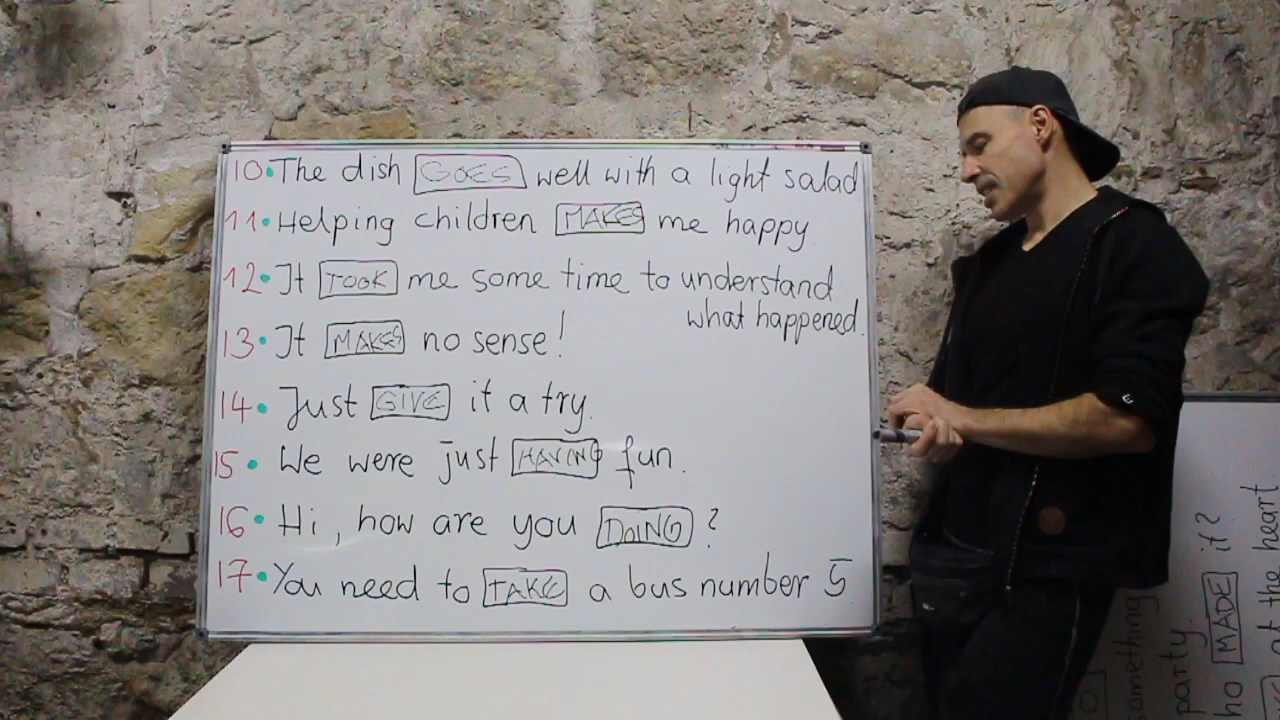 10•The dish GOES well with a light salad
11•Helping children MAKES me happy
12•It TOOK me some time to understand
what happened.
13•It MAKES no sense!
14•Just GIVE it a try.
15• We were just HAVING fun.
16•Hi, how are you DOING?
17•You need to TAKE a bus number 5
something
party.
MADE it?
at the heart.